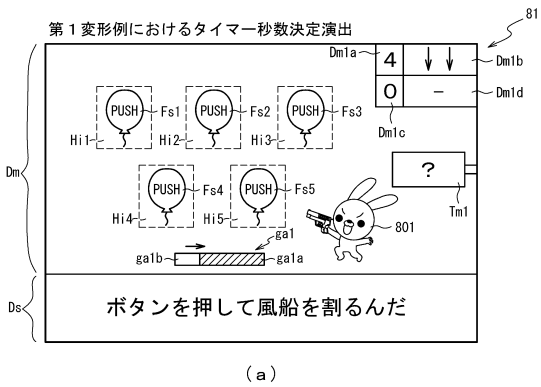 第1変形例におけるタイマー秒数決定演出
81
Dm1a 4 ↓ ↓ Dm1b
0 － Dm1d
Dm1c
PUSH Fs1 PUSH Fs2 PUSH Fs3
Hi1 Hi2 Hi3
Dm
?
Tm1
PUSH Fs4 PUSH Fs5
Hi4 Hi5
801
→ ga1
ga1b ga1a
Ds
ボタンを押して風船を割るんだ
(a)